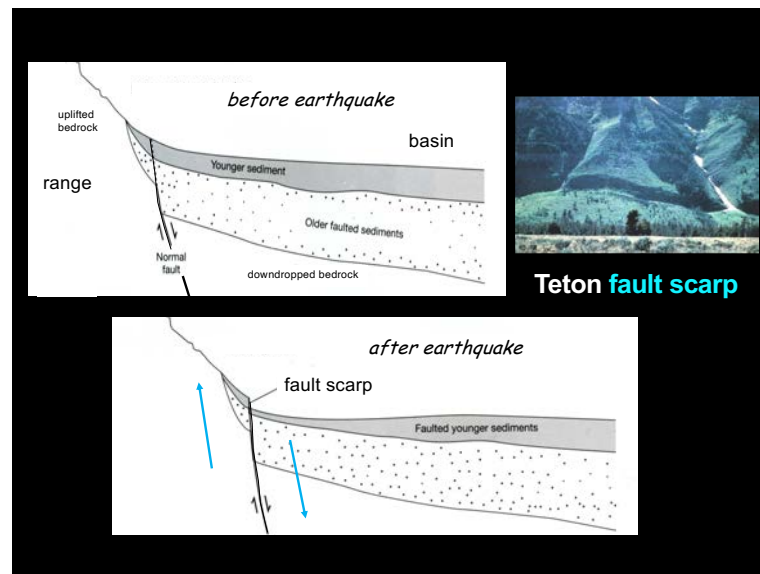 before earthquake
uplifted
bedrock
basin
Younger sediment
range
Older faulted sediments
Normal
fault
downdropped bedrock
Teton fault scarp
after earthquake
fault scarp
Faulted younger sediments